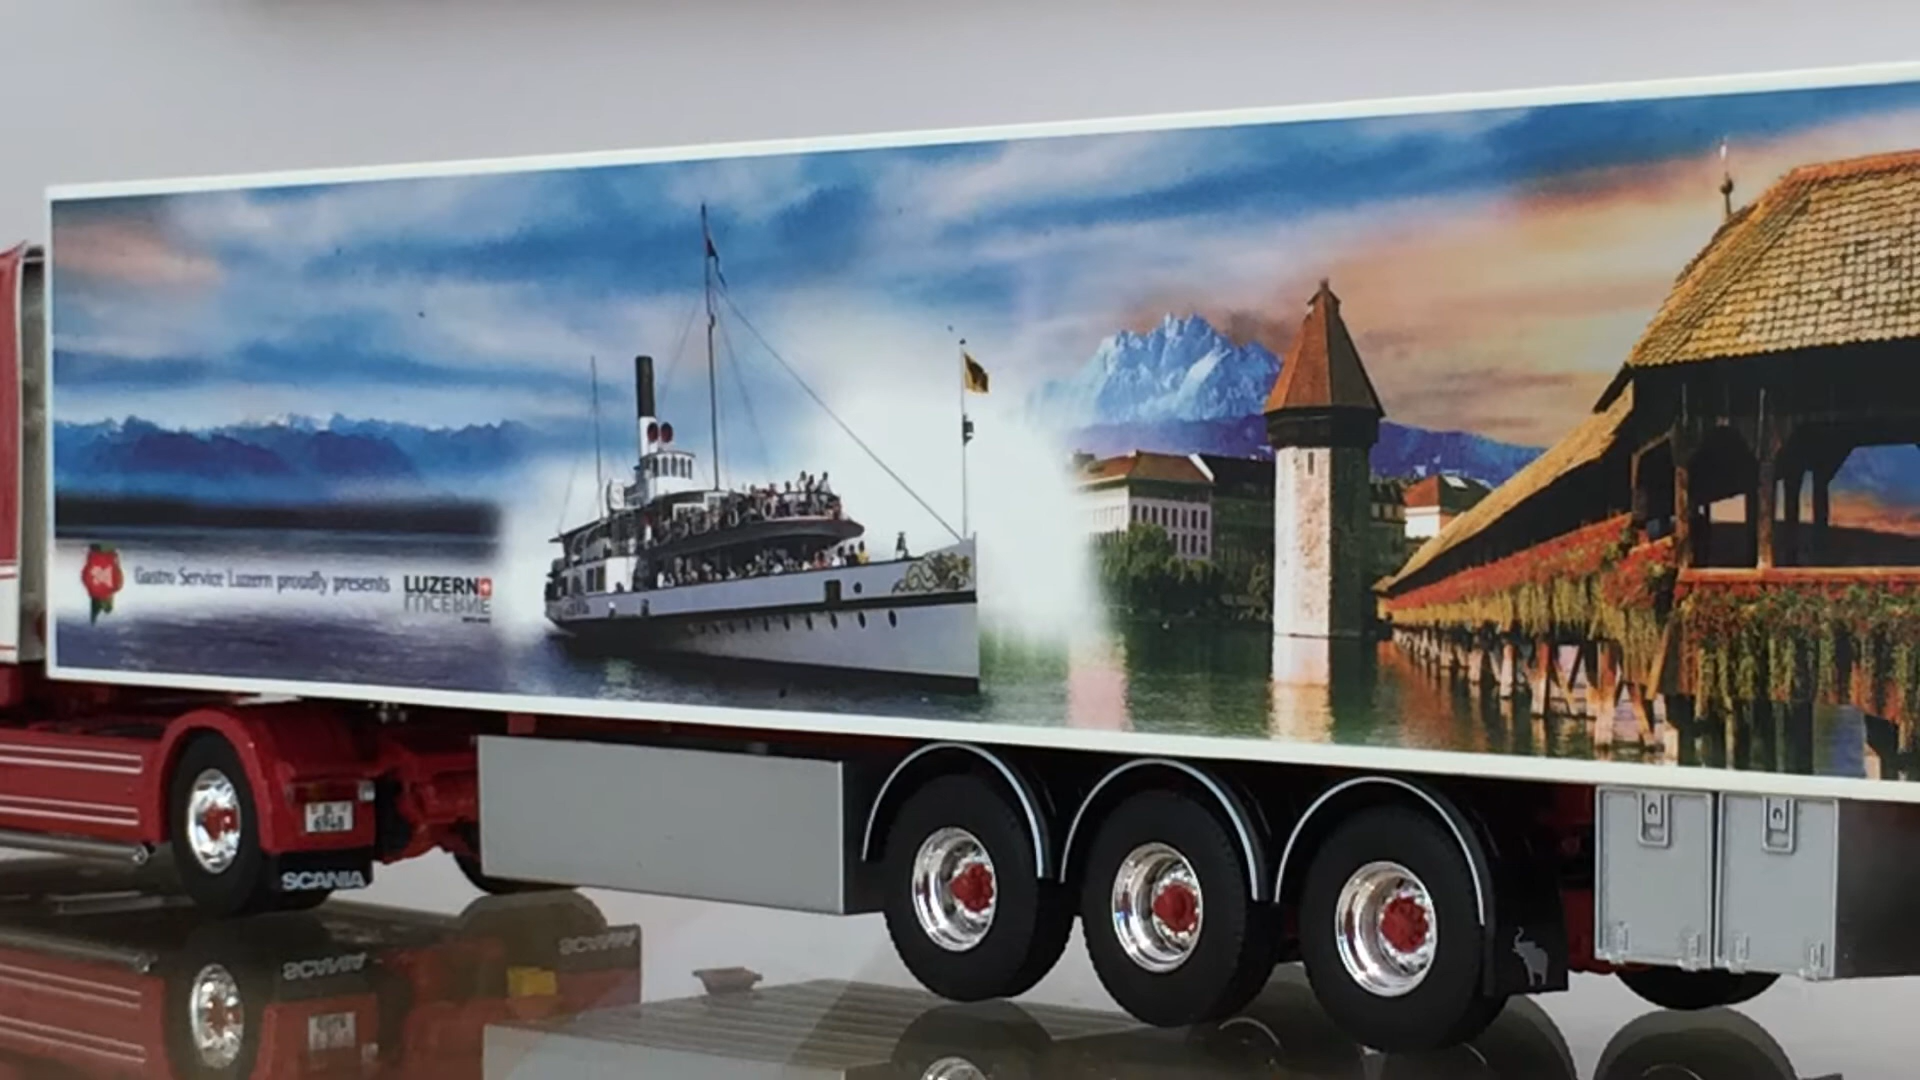 Gastro Service Luzern proudly presents
LUZERN
LUCERNE
SCANIA